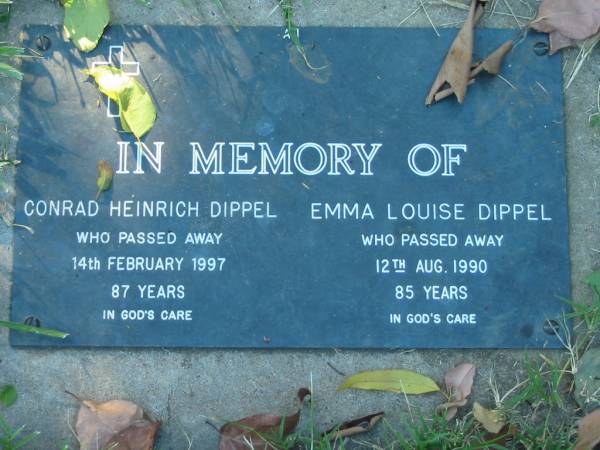 IN MEMORY OF
CONRAD HEINRICH DIPPEL
WHO PASSED AWAY
14th FEBRUARY 1997
87 YEARS
IN GOD'S CARE
EMMA LOUISE DIPPEL
WHO PASSED AWAY
12TH AUG. 1990
85 YEARS
IN GOD'S CARE